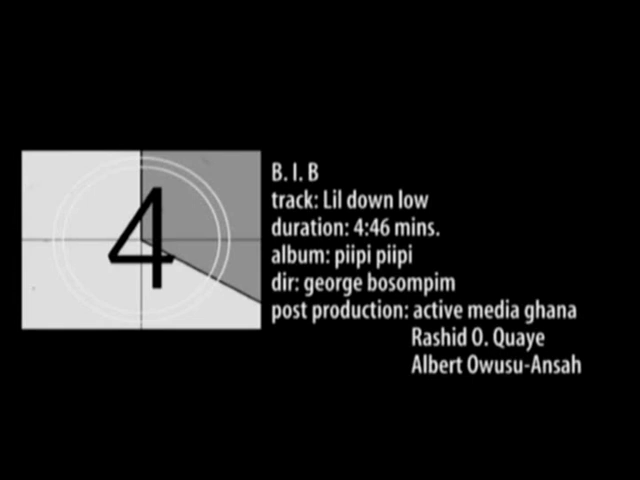 4
B. I. B
track: Lil down low
duration: 4:46 mins.
album: piipi piipi
dir: george bosompim
post production: active media ghana
Rashid O. Quaye
Albert Owusu-Ansah